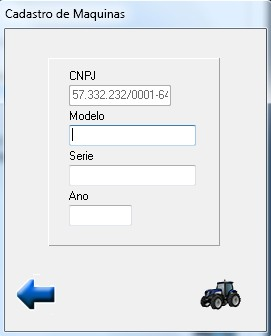 Cadastro de Maquinas
CNPJ
57.332.232/0001-64
Modelo
Serie
Ano